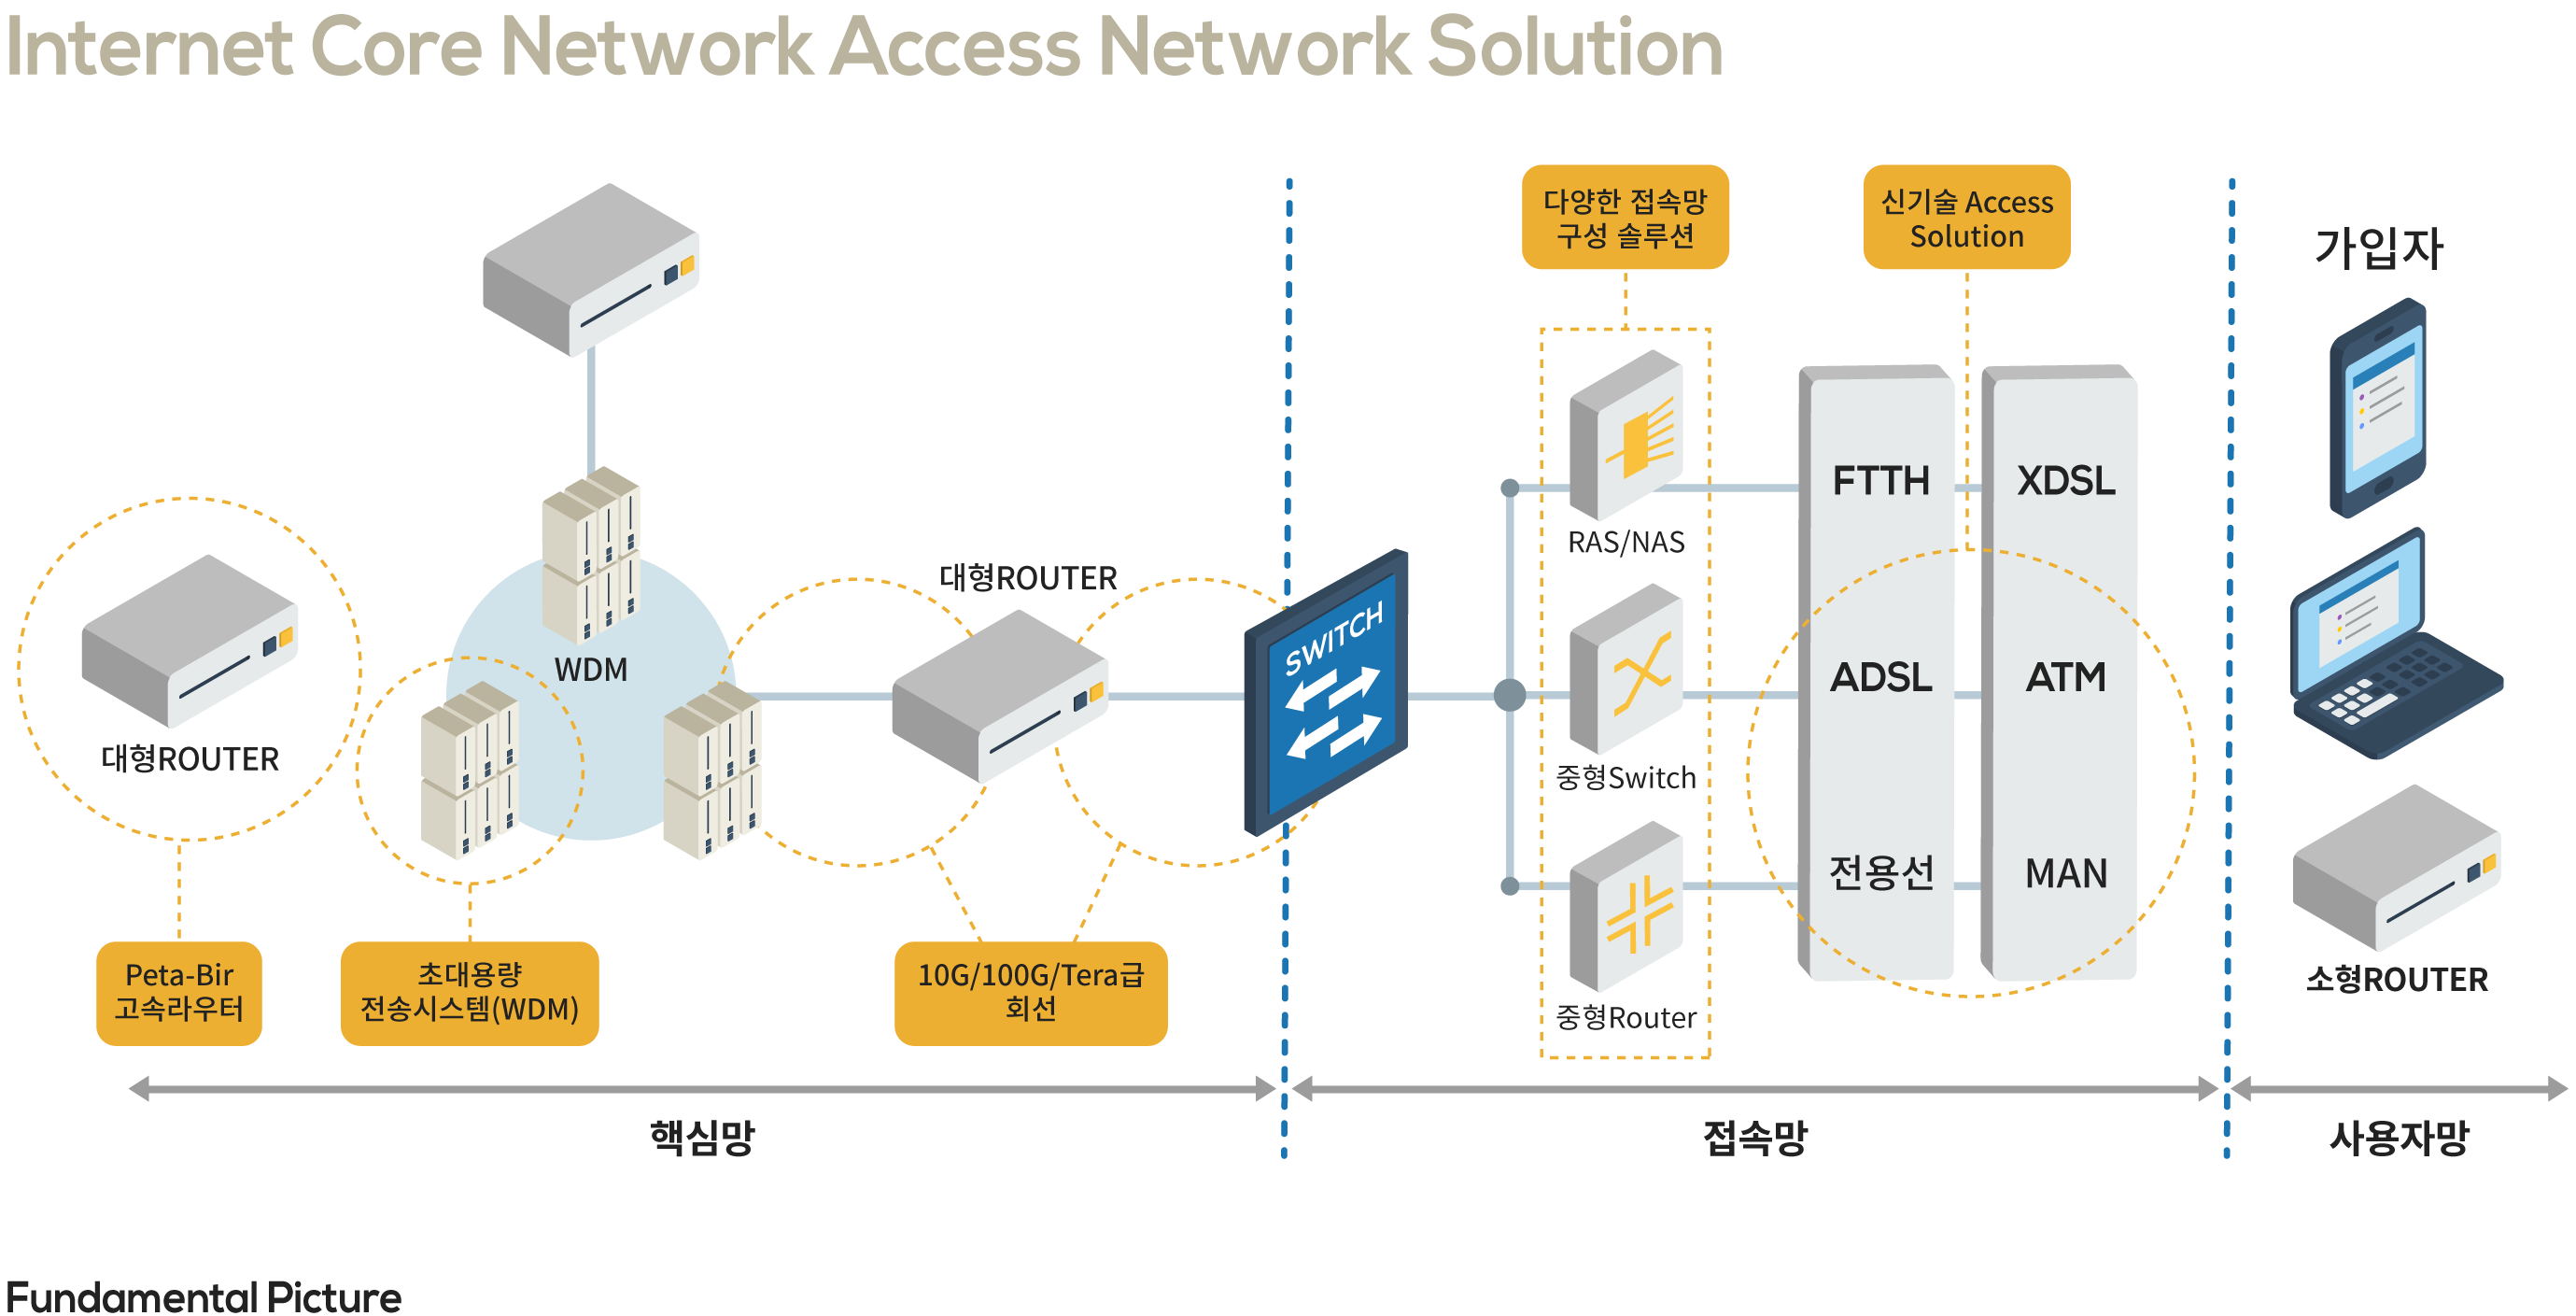 Internet Core Network Access Network Solution
다양한 접속망
구성 솔루션
신기술 Access
Solution
가입자
대형ROUTER
WDM
대형ROUTER
SWITCH
RAS/NAS
중형Switch
중형Router
FTTH
XDSL
ADSL
ATM
전용선
MAN
소형ROUTER
Peta-Bir
고속라우터
초대용량
전송시스템(WDM)
10G/100G/Tera급
회선
핵심망
접속망
사용자망
Fundamental Picture